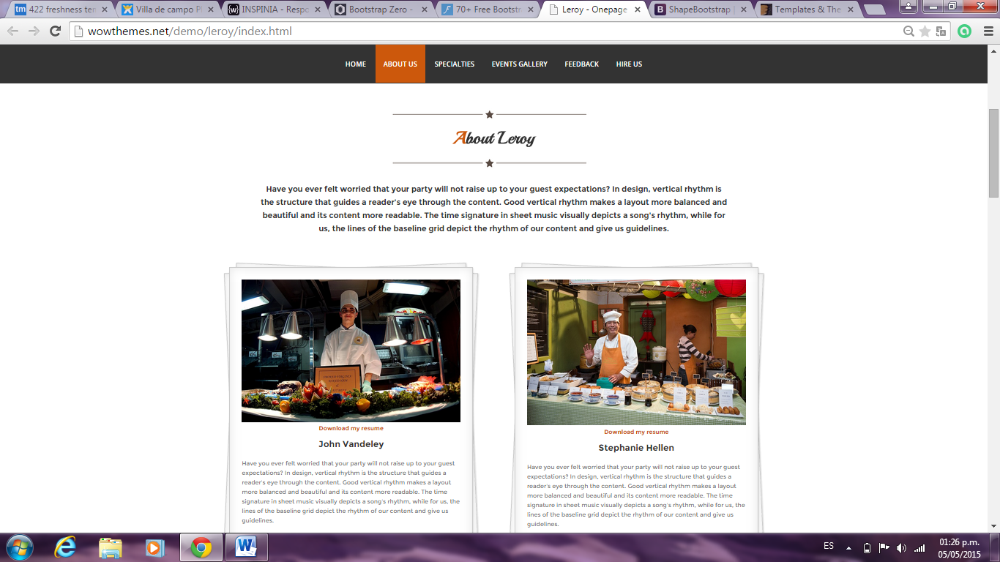 422 freshness ten
Villa de campo P
INSPINIA - Respo
Bootstrap Zero -
70+ Free Bootstr
Leroy - Onepage
ShapeBootstrap |
Templates & The
wowthemes.net/demo/leroy/index.html
HOME ABOUT US SPECIALTIES EVENTS GALLERY FEEDBACK HIRE US
About Leroy
Have you ever felt worried that your party will not raise up to your guest expectations? In design, vertical rhythm is
the structure that guides a reader's eye through the content. Good vertical rhythm makes a layout more balanced and
beautiful and its content more readable. The time signature in sheet music visually depicts a song's rhythm, while for
us, the lines of the baseline grid depict the rhythm of our content and give us guidelines.
Download my resume
John Vandeley
Have you ever felt worried that your party will not raise up to your guest
expectations? In design, vertical rhythm is the structure that guides a
reader's eye through the content. Good vertical rhythm makes a layout
more balanced and beautiful and its content more readable. The time
signature in sheet music visually depicts a song's rhythm, while for us, the
lines of the baseline grid depict the rhythm of our content and give us
guidelines.
Download my resume
Stephanie Hellen
Have you ever felt worried that your party will not raise up to your guest
expectations? In design, vertical rhythm is the structure that guides a
reader's eye through the content. Good vertical rhythm makes a layout
more balanced and beautiful and its content more readable. The time
signature in sheet music visually depicts a song's rhythm, while for us, the
lines of the baseline grid depict the rhythm of our content and give us
guidelines.
ES
01:26 p.m.
05/05/2015